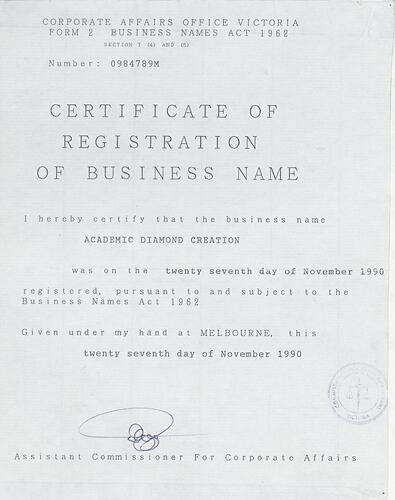 CORPORATE AFFAIRS OFFICE VICTORIA
FORM 2 BUSINESS NAMES ACT 1962
SECTION 7 (4) AND (5)
Number: 0984789M
CERTIFICATE OF
REGISTRATION
OF BUSINESS NAME
I hereby certify that the business name
ACADEMIC DIAMOND CREATION
was on the twenty seventh day of November 1990
registered, pursuant to and subject to the
Business Names Act 1962
Given under my hand at MELBOURNE, this
twenty seventh day of November 1990
Assistant Commissioner For Corporate Affairs